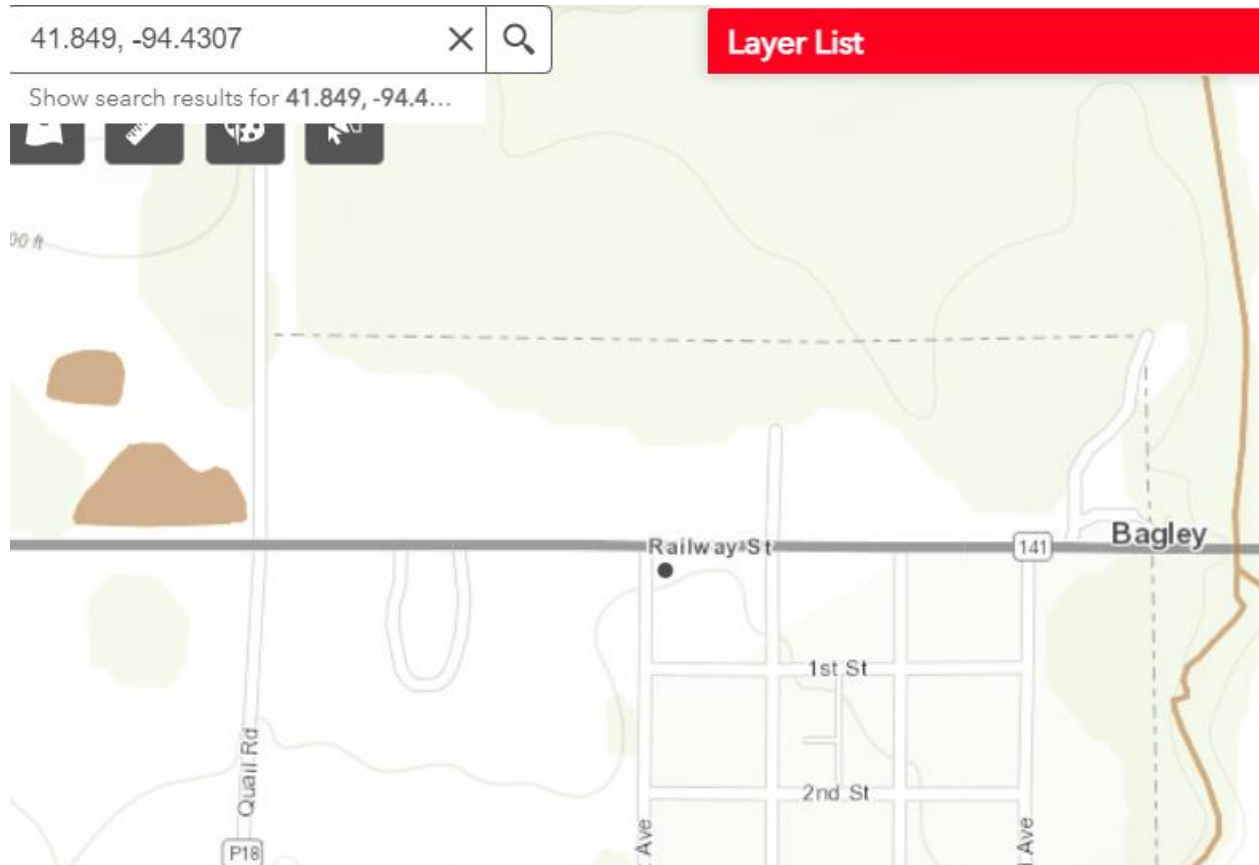 41.849, -94.4307
Layer List
Show search results for 41.849, -94.4...
00 ft
Railway St
141
Bagley
1st St
Quail Rd
2nd St
Ave
Ave
P18